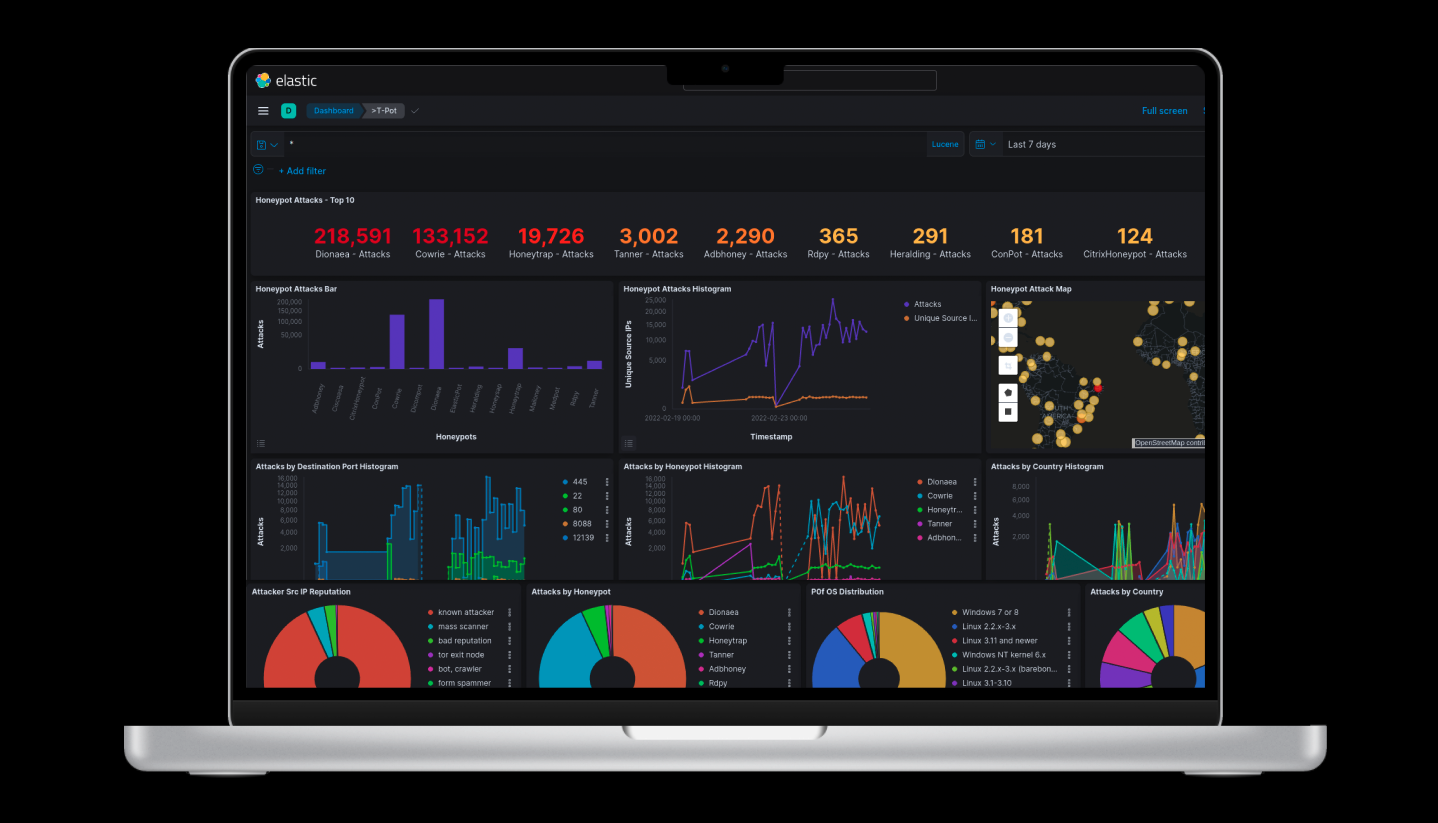 elastic
D Dashboard >T-Pot Full screen
* Lucene Last 7 days
+ Add filter
Honeypot Attacks - Top 10
218,591 133,152 19,726 3,002 2,290 365 291 181 124
Dionaea - Attacks Cowrie - Attacks Honeytrap - Attacks Tanner - Attacks Adbhoney - Attacks Rdpy - Attacks Heralding - Attacks ConPot - Attacks CitrixHoneypot - Attacks
Honeypot Attacks Bar
200,000
150,000
100,000
50,000
0
Attacks
Adbhoney Ciscoasa CitrixHoneypot ConPot Cowrie Dicompot Dionaea ElasticPot Heralding Honeysap Honeytrap Mailoney Medpot Rdpy Tanner
Honeypots
Honeypot Attacks Histogram
25,000
20,000
15,000
10,000
5,000
0
Unique Source IPs
2022-02-19 00:00 2022-02-23 00:00
Timestamp
Attacks
Unique Source I...
Honeypot Attack Map
OpenStreetMap contri
Attacks by Destination Port Histogram
16,000
14,000
12,000
10,000
8,000
6,000
4,000
2,000
Attacks
445
22
80
8088
12139
Attacks by Honeypot Histogram
16,000
14,000
12,000
10,000
8,000
6,000
4,000
2,000
Attacks
Dionaea
Cowrie
Honeytr...
Tanner
Adbhon...
Attacks by Country Histogram
8,000
6,000
4,000
2,000
Attacks
Attacker Src IP Reputation
known attacker
mass scanner
bad reputation
tor exit node
bot, crawler
form spammer
Attacks by Honeypot
Dionaea
Cowrie
Honeytrap
Tanner
Adbhoney
Rdpy
P0f OS Distribution
Windows 7 or 8
Linux 2.2.x-3.x
Linux 3.11 and newer
Windows NT kernel 6.x
Linux 2.2.x-3.x (barebon...
Linux 3.1-3.10
Attacks by Country